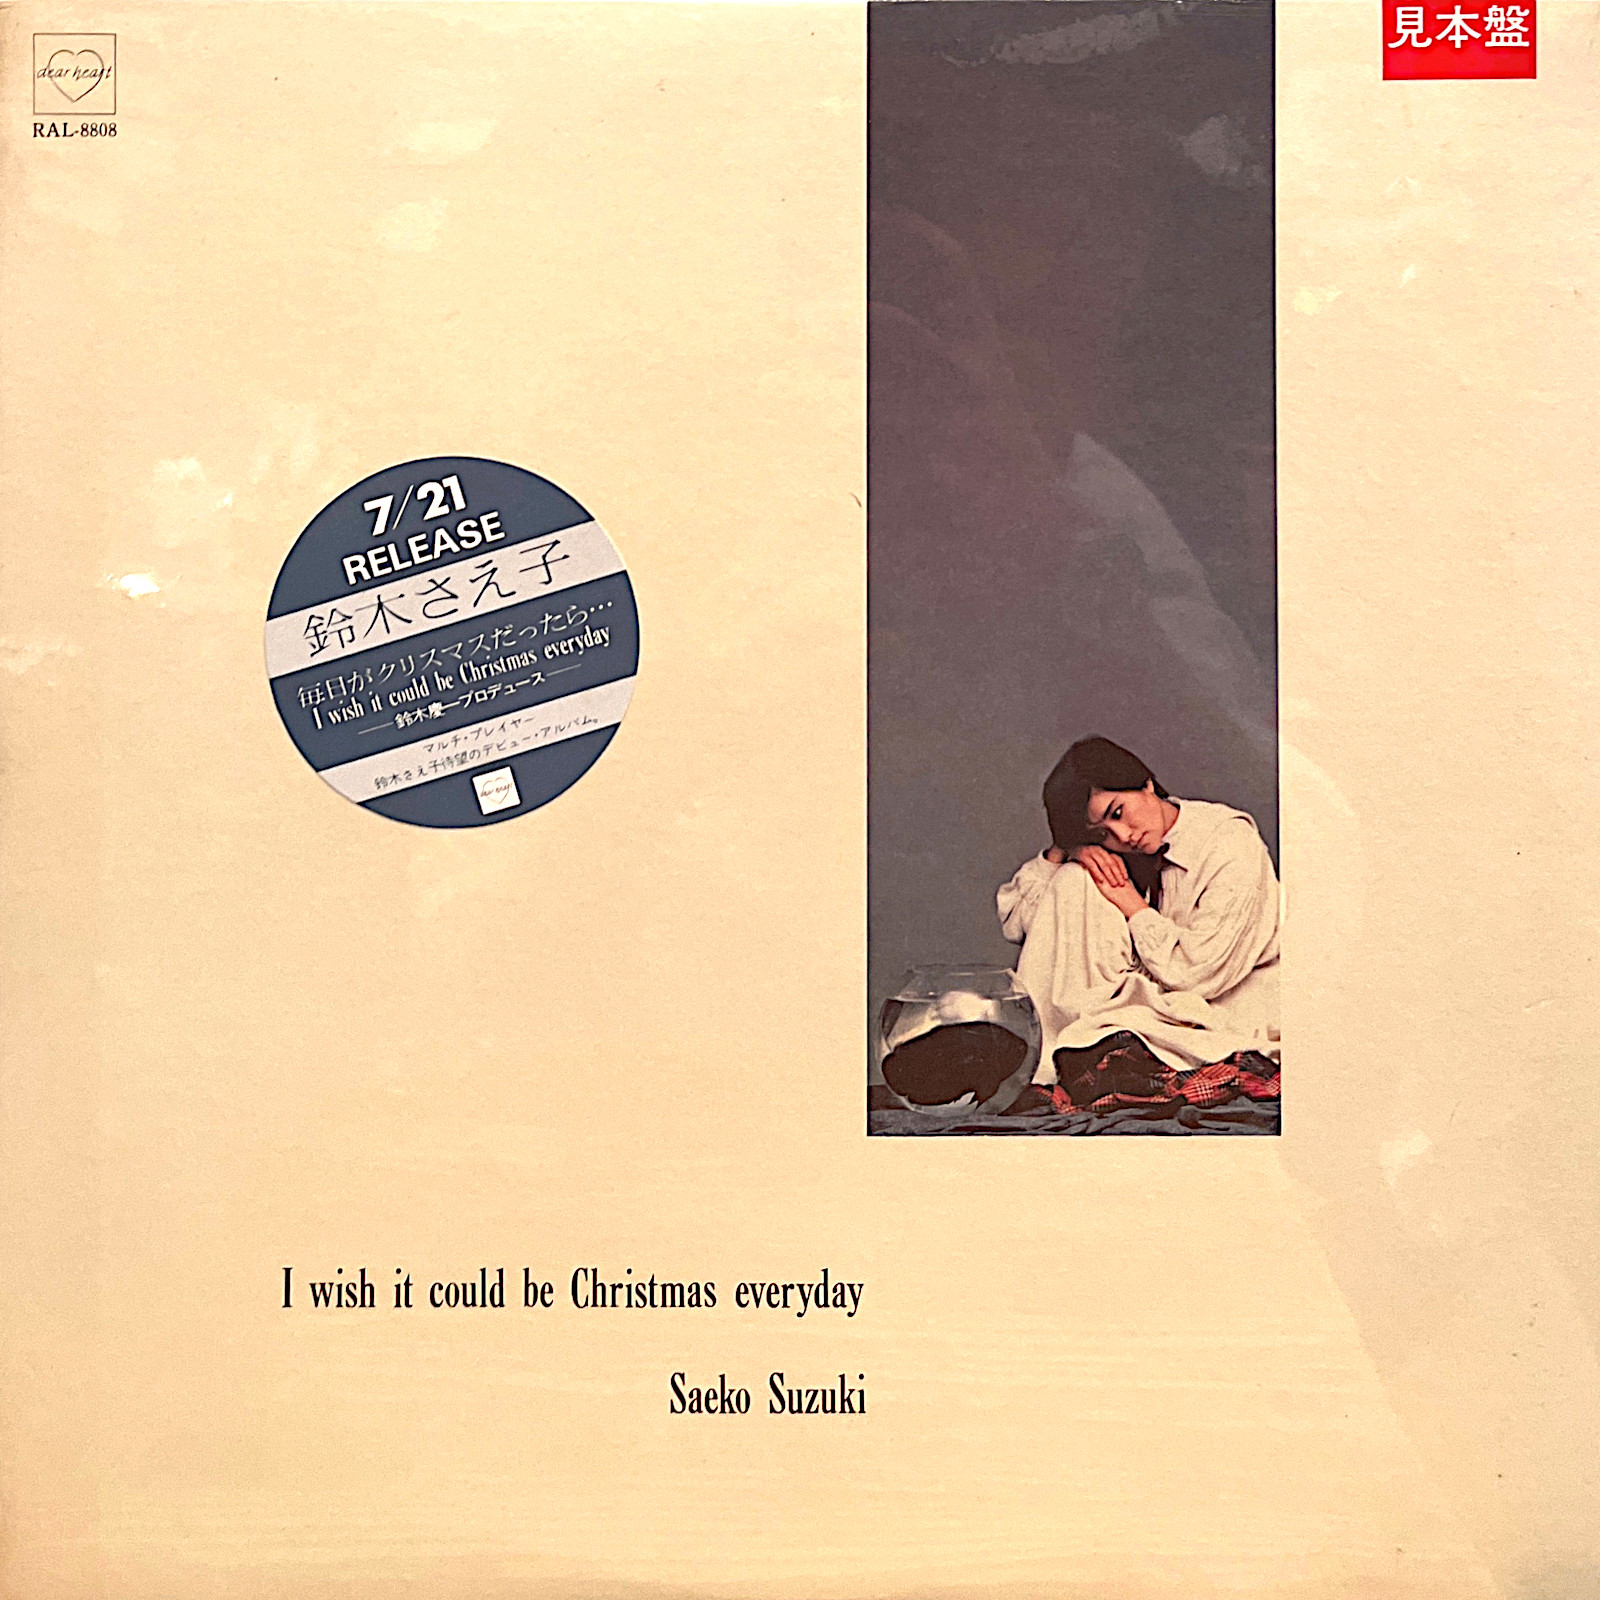 dear heart
RAL-8808
見本盤
7/21
RELEASE
鈴木さえ子
毎日がクリスマスだったら…
I wish it could be Christmas everyday
鈴木慶一プロデュース
マルチ・プレイヤー
鈴木さえ子待望のデビュー・アルバム。
dear heart
I wish it could be Christmas everyday
Saeko Suzuki